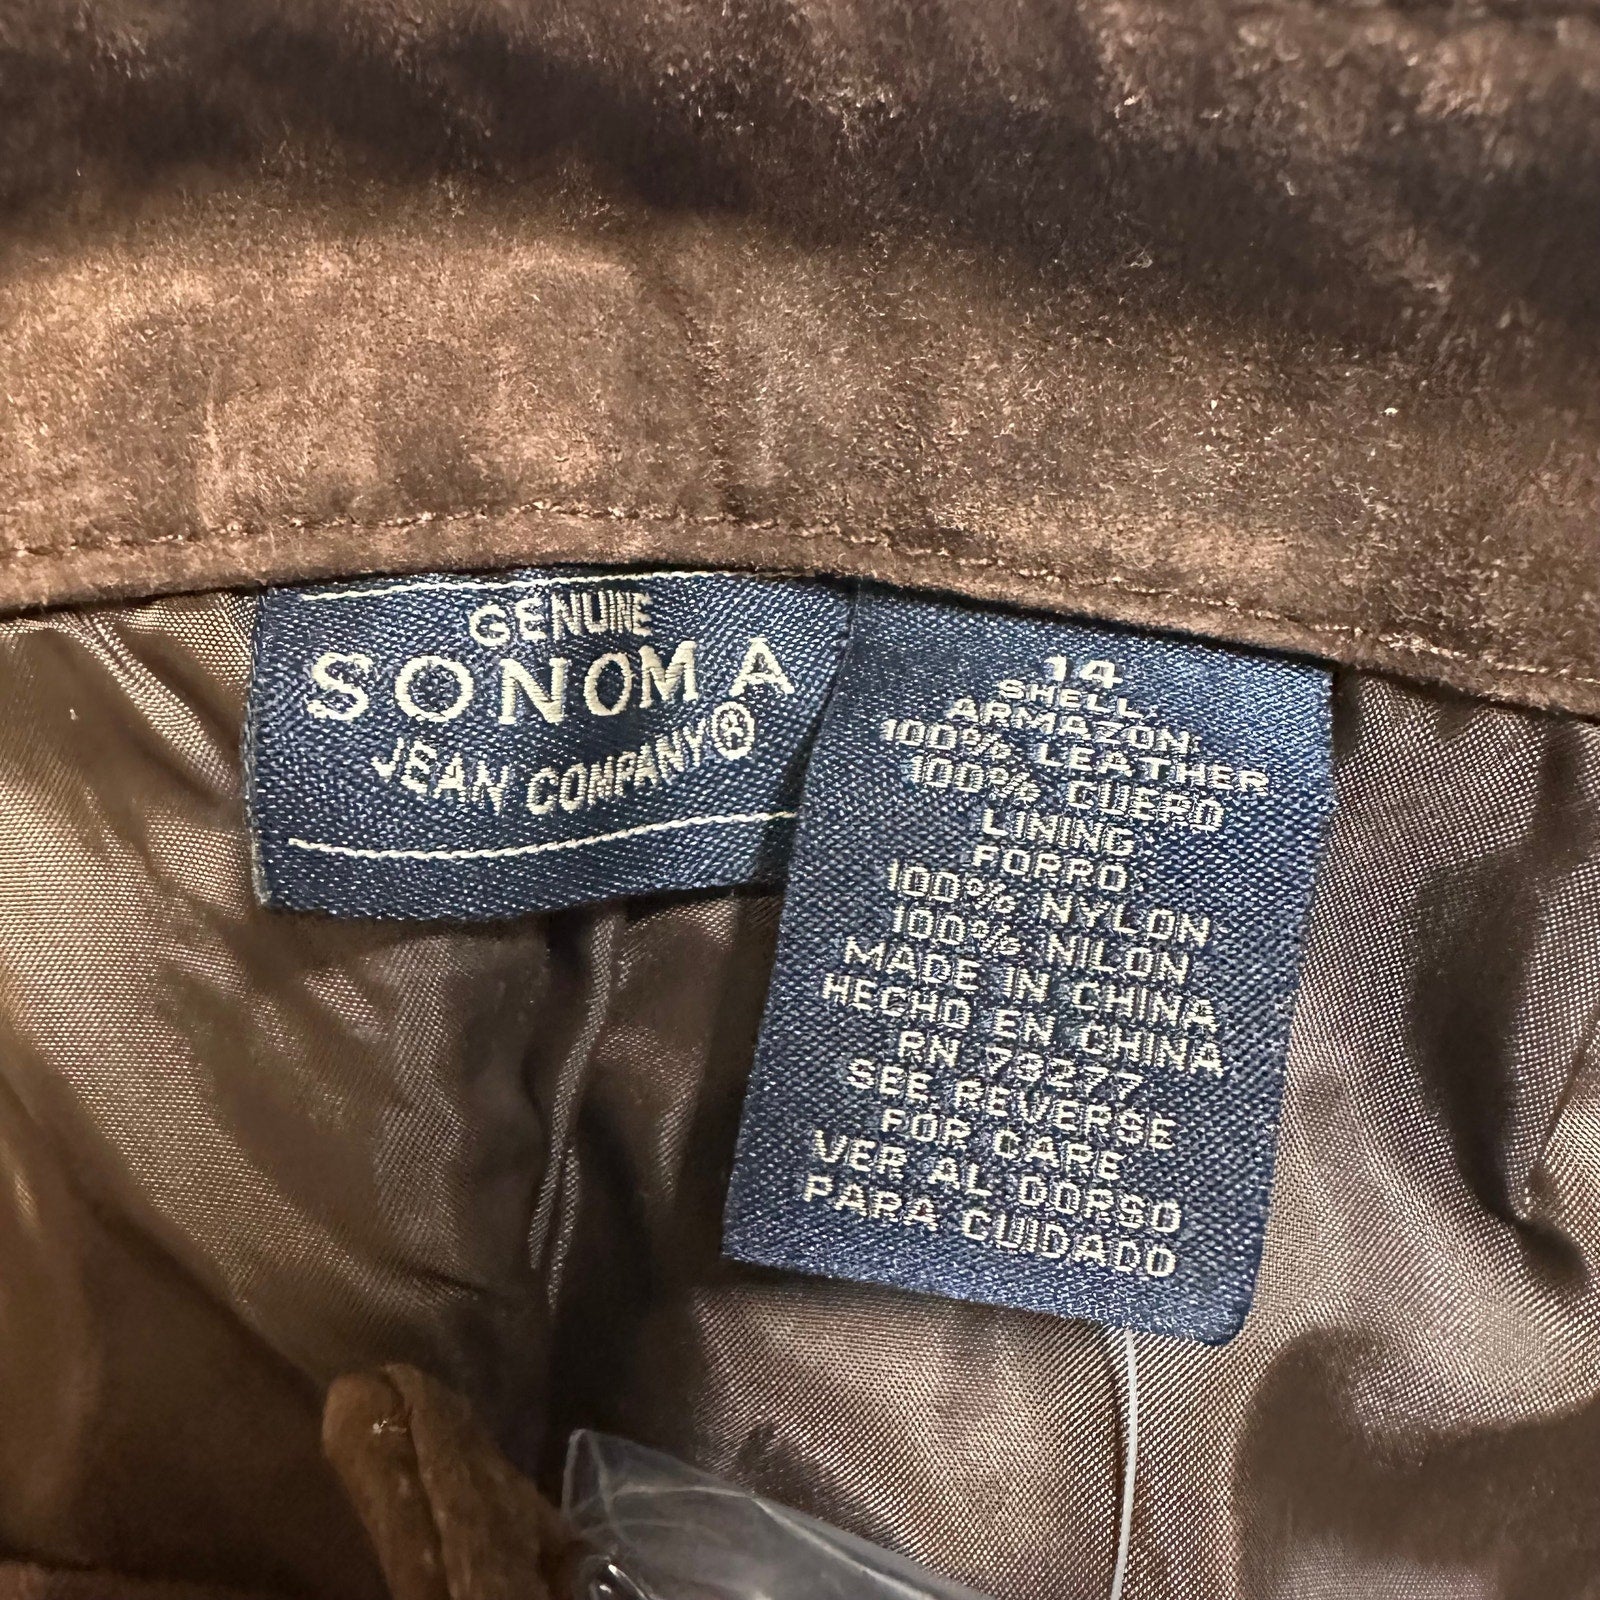 GENUINE
SONOMA
JEAN COMPANY®
14
SHELL:
ARMAZON:
100% LEATHER
100% CUERO
LINING
FORRO:
100% NYLON
100% NILON
MADE IN CHINA
HECHO EN CHINA
RN 73277
SEE REVERSE
FOR CARE
VER AL DORSO
PARA CUIDADO